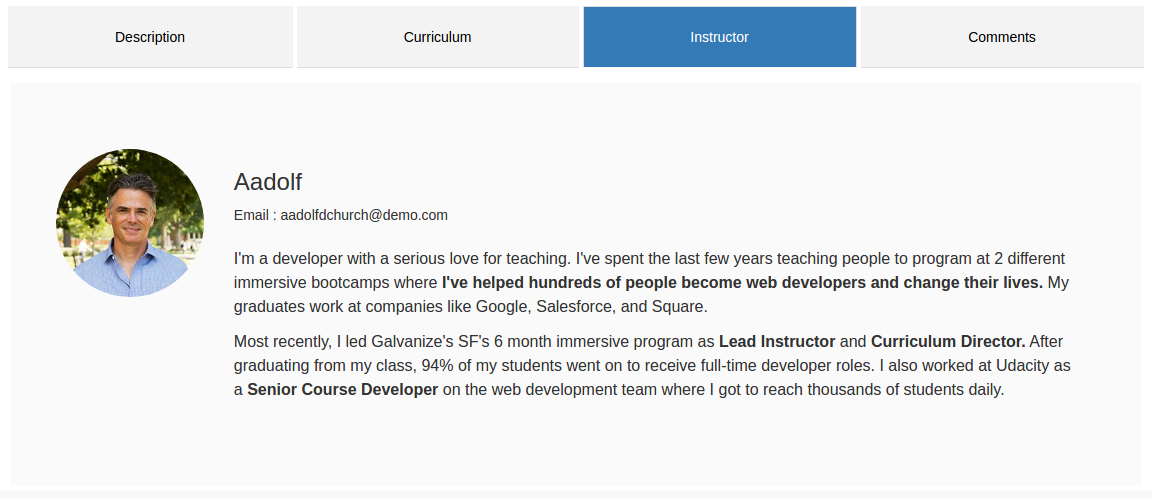 Description
Curriculum
Instructor
Comments
Aadolf
Email : aadolfdchurch@demo.com
I'm a developer with a serious love for teaching. I've spent the last few years teaching people to program at 2 different
immersive bootcamps where I've helped hundreds of people become web developers and change their lives. My
graduates work at companies like Google, Salesforce, and Square.
Most recently, I led Galvanize's SF's 6 month immersive program as Lead Instructor and Curriculum Director. After
graduating from my class, 94% of my students went on to receive full-time developer roles. I also worked at Udacity as
a Senior Course Developer on the web development team where I got to reach thousands of students daily.